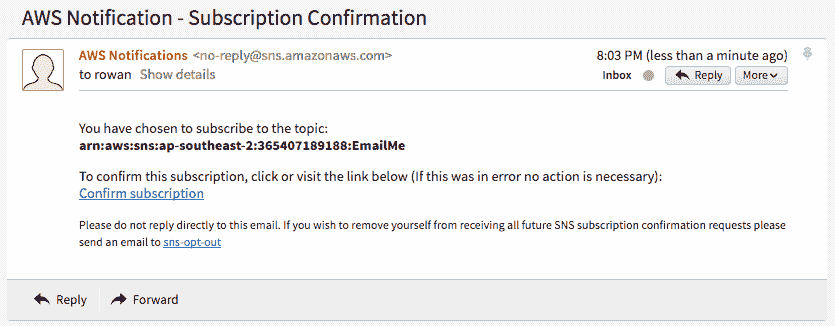 AWS Notification - Subscription Confirmation
AWS Notifications <no-reply@sns.amazonaws.com>
8:03 PM (less than a minute ago)
to rowan Show details
Inbox Reply More
You have chosen to subscribe to the topic:
arn:aws:sns:ap-southeast-2:365407189188:EmailMe
To confirm this subscription, click or visit the link below (If this was in error no action is necessary):
Confirm subscription
Please do not reply directly to this email. If you wish to remove yourself from receiving all future SNS subscription confirmation requests please
send an email to sns-opt-out
Reply Forward